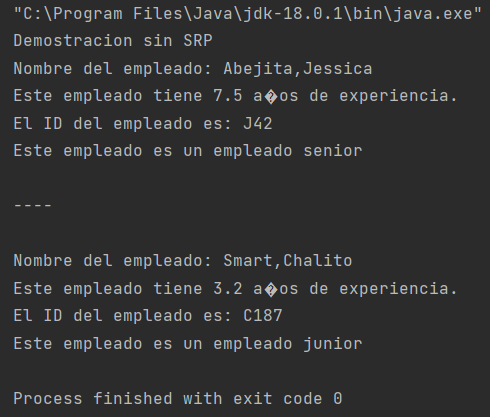 "C:\Program Files\Java\jdk-18.0.1\bin\java.exe"
Demostracion sin SRP
Nombre del empleado: Abejita,Jessica
Este empleado tiene 7.5 a�os de experiencia.
El ID del empleado es: J42
Este empleado es un empleado senior
----
Nombre del empleado: Smart,Chalito
Este empleado tiene 3.2 a�os de experiencia.
El ID del empleado es: C187
Este empleado es un empleado junior
Process finished with exit code 0